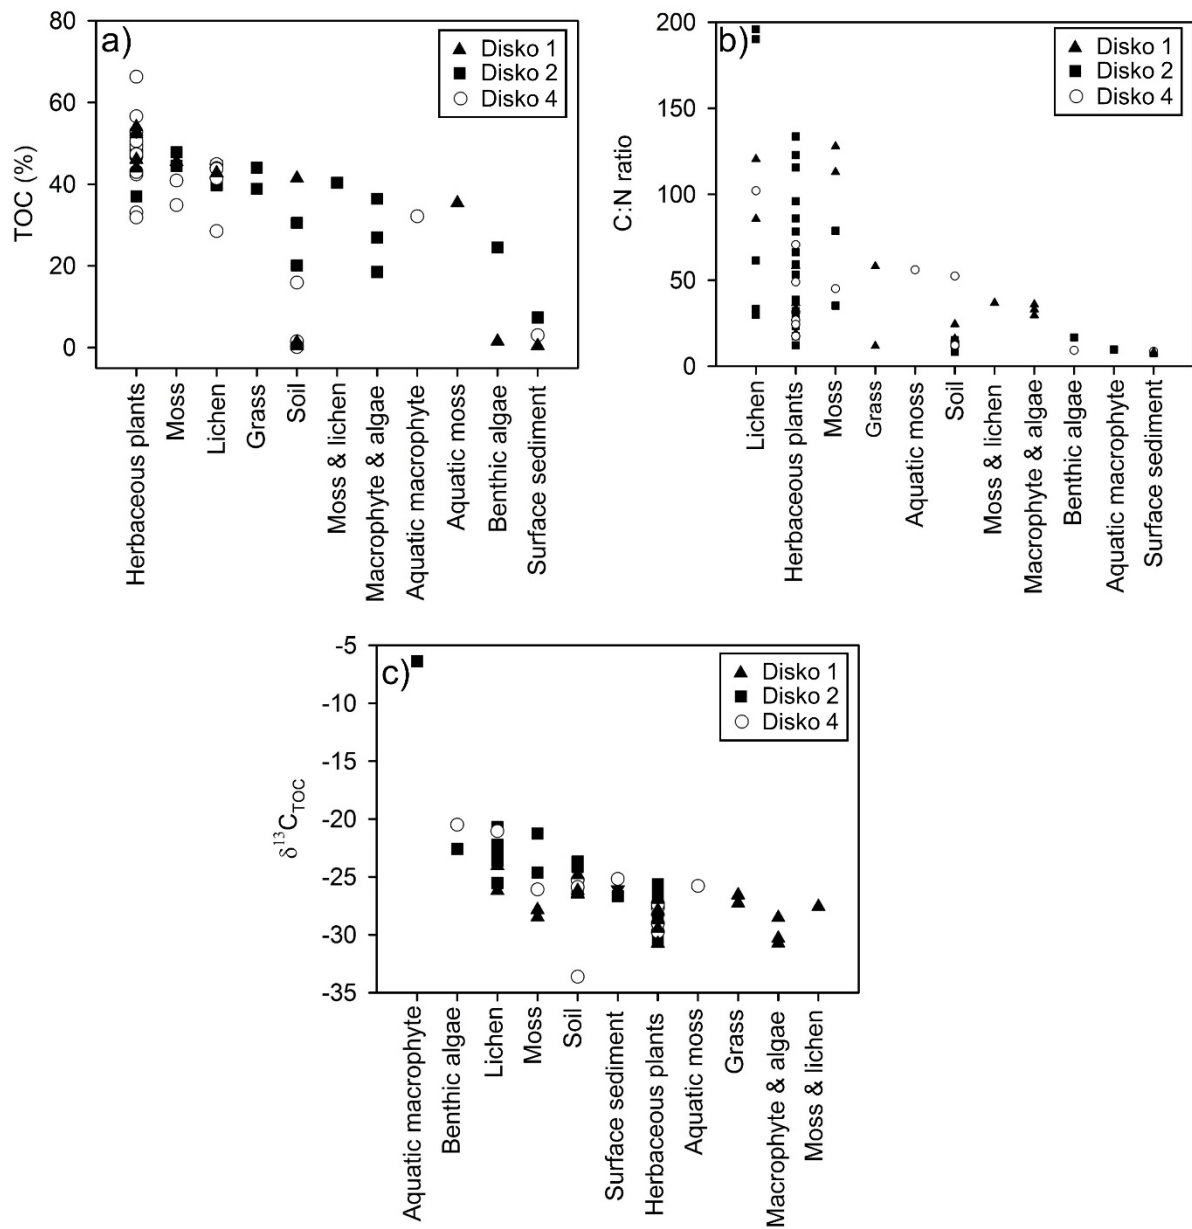 a)
TOC (%)
80
60
40
20
0
Disko 1
Disko 2
Disko 4
Herbaceous plants
Moss
Lichen
Grass
Soil
Moss & lichen
Macrophyte & algae
Aquatic macrophyte
Aquatic moss
Benthic algae
Surface sediment
b)
C:N ratio
200
150
100
50
0
Disko 1
Disko 2
Disko 4
Lichen
Herbaceous plants
Moss
Grass
Aquatic moss
Soil
Moss & lichen
Macrophyte & algae
Benthic algae
Aquatic macrophyte
Surface sediment
c)
δ¹³C_TOC
-5
-10
-15
-20
-25
-30
-35
Disko 1
Disko 2
Disko 4
Aquatic macrophyte
Benthic algae
Lichen
Moss
Soil
Surface sediment
Herbaceous plants
Aquatic moss
Grass
Macrophyte & algae
Moss & lichen